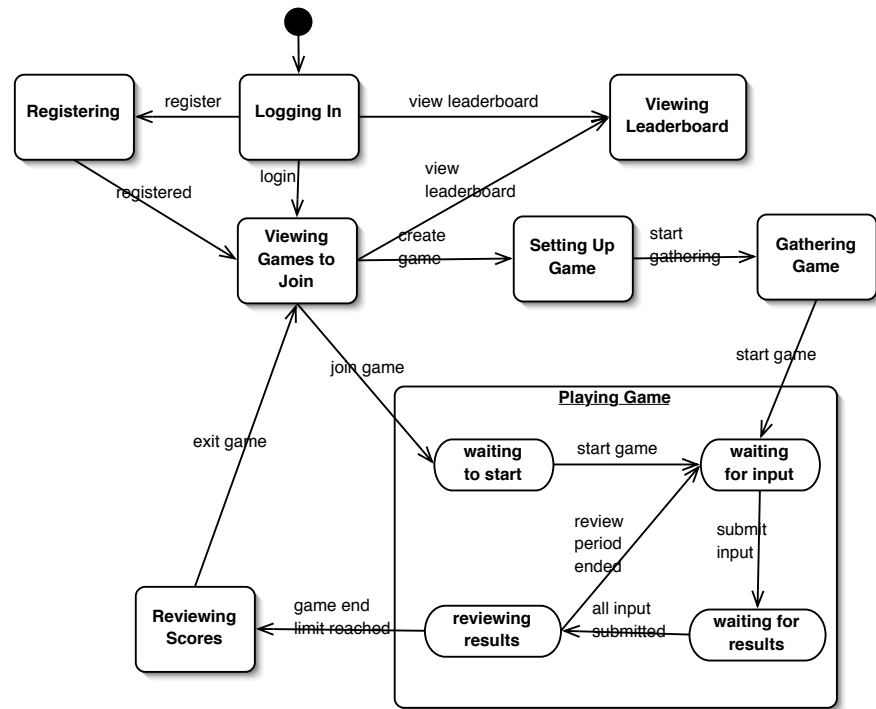 Registering
register
Logging In
view leaderboard
Viewing
Leaderboard
registered
login
view
leaderboard
Viewing
Games to
Join
create
game
Setting Up
Game
start
gathering
Gathering
Game
join game
start game
Playing Game
exit game
waiting
to start
start game
waiting
for input
review
period
ended
submit
input
Reviewing
Scores
game end
limit reached
reviewing
results
all input
submitted
waiting for
results